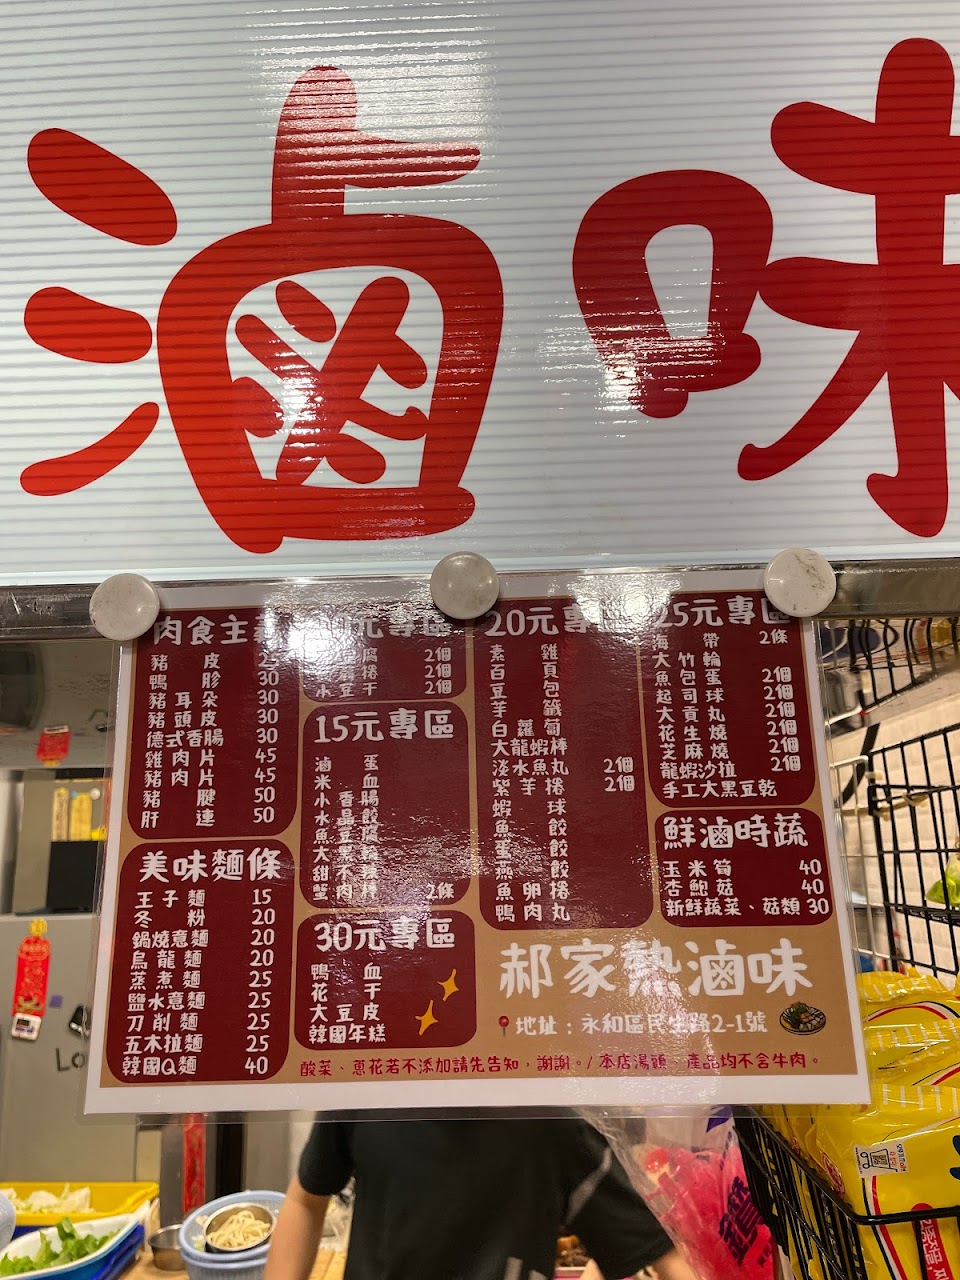 滷味
肉食主義
豬皮 25
鴨胗 30
豬耳朵 30
豬頭皮 30
德式香腸 30
雞肉片 45
豬肉片 45
豬腱 50
肝連 50
美味麵條
王子麵 15
冬粉 20
鍋燒意麵 20
烏龍麵 20
蒸煮麵 25
鹽水意麵 25
刀削麵 25
五木拉麵 25
韓國Q麵 40
元專區
2個
2個
豆干 2個
15元專區
滷蛋
米血
小香腸
小晶餃
魚豆腐
大黑輪
甜不辣
蟹肉棒 2條
30元專區
鴨血
花干
大豆皮
韓國年糕
20元專區
素雞
百頁
豆包
芋籤
白蘿蔔
大龍蝦棒
淡水魚丸 2個
紫芋捲 2個
蝦球
魚餃
蛋餃
燕餃
魚卵捲
鴨肉丸
25元專區
海帶 2條
大竹輪 2個
魚包蛋 2個
起司球 2個
大貢丸 2個
花生燒 2個
芝麻燒 2個
龍蝦沙拉 2個
手工大黑豆乾
鮮滷時蔬
玉米筍 40
杏鮑菇 40
新鮮蔬菜、菇類 30
郝家熱滷味
地址:永和區民生路2-1號
酸菜、蔥花若不添加請先告知,謝謝。/本店湯頭、產品均不含牛肉。